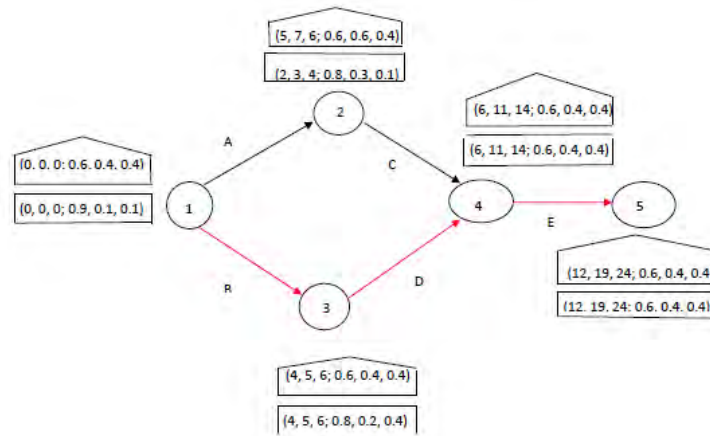 (5, 7, 6; 0.6, 0.6, 0.4)
(2, 3, 4; 0.8, 0.3, 0.1)
2
(6, 11, 14; 0.6, 0.4, 0.4)
(6, 11, 14; 0.6, 0.4, 0.4)
A
C
(0. 0. 0: 0.6. 0.4. 0.4)
(0, 0, 0; 0.9, 0.1, 0.1)
1
4
E
5
B
D
3
(12, 19, 24; 0.6, 0.4, 0.4
(12. 19. 24: 0.6. 0.4. 0.4)
(4, 5, 6; 0.6, 0.4, 0.4)
(4, 5, 6; 0.8, 0.2, 0.4)